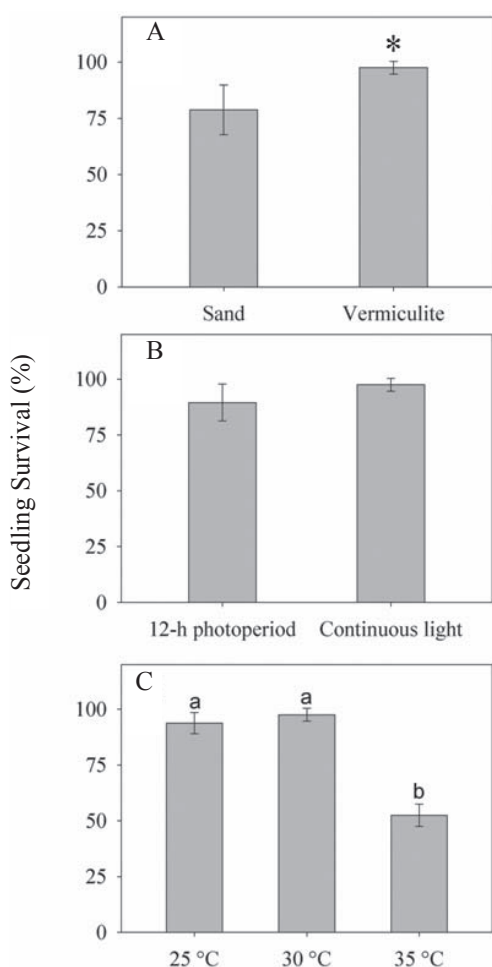 Seedling Survival (%)
A
*
100
75
50
25
0
Sand Vermiculite
B
100
75
50
25
0
12-h photoperiod Continuous light
C
a a
b
100
75
50
25
0
25 °C 30 °C 35 °C